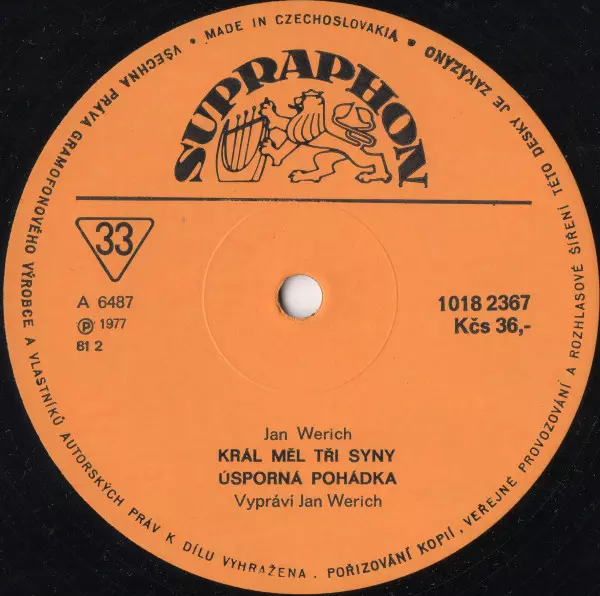 • MADE IN CZECHOSLOVAKIA •
VŠECHNA PRÁVA GRAMOFONOVÉHO VÝROBCE A VLASTNÍKŮ AUTORSKÝCH PRÁV K DÍLU VYHRAŽENA. POŘIZOVÁNÍ KOPIÍ, VEŘEJNÉ PROVOZOVÁNÍ A ROZHLASOVÉ ŠÍŘENÍ TÉTO DESKY JE ZAKÁZÁNO
SUPRAPHON
33
A 6487
Ⓟ 1977
81 2
1018 2367
Kčs 36,-
Jan Werich
KRÁL MĚL TŘI SYNY
ÚSPORNÁ POHÁDKA
Vypráví Jan Werich